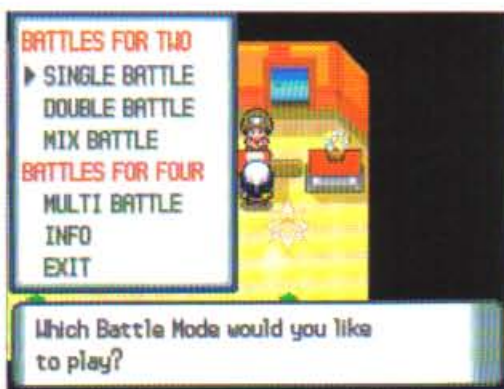 BATTLES FOR TWO
SINGLE BATTLE
DOUBLE BATTLE
MIX BATTLE
BATTLES FOR FOUR
MULTI BATTLE
INFO
EXIT
Which Battle Mode would you like
to play?